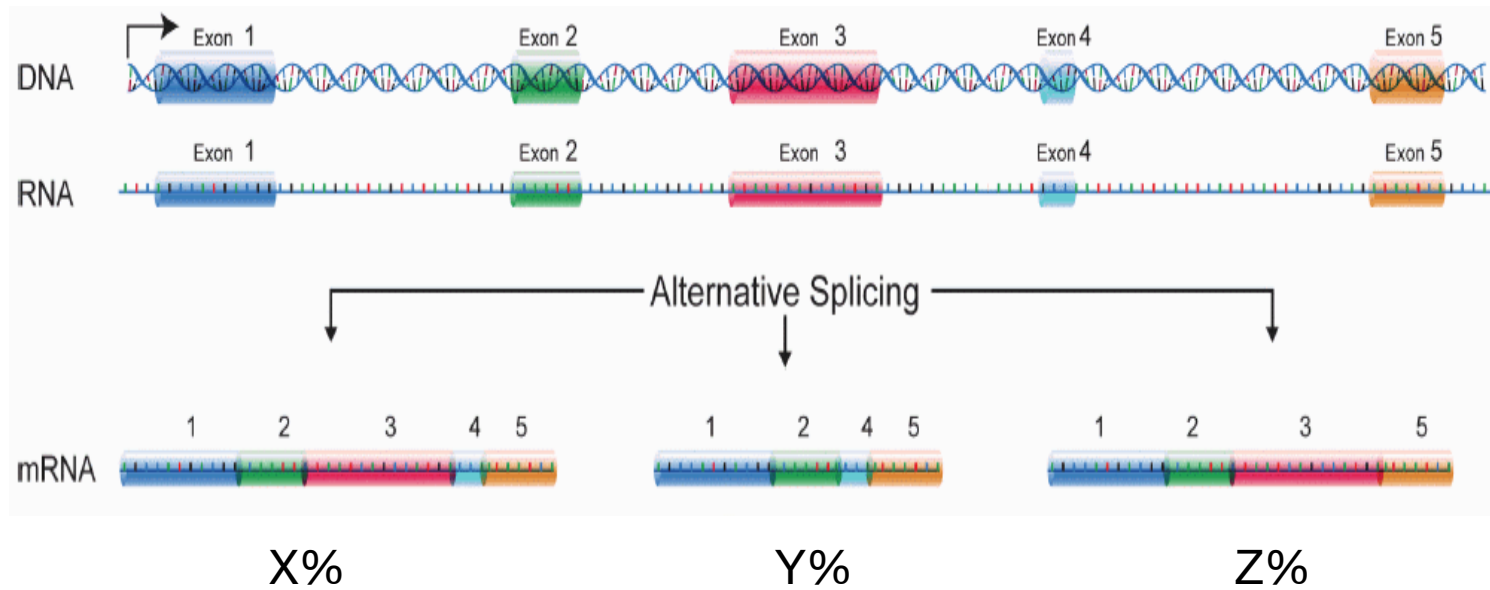 Exon 1 Exon 2 Exon 3 Exon 4 Exon 5
DNA
Exon 1 Exon 2 Exon 3 Exon 4 Exon 5
RNA
Alternative Splicing
1 2 3 4 5 1 2 4 5 1 2 3 5
mRNA
X% Y% Z%